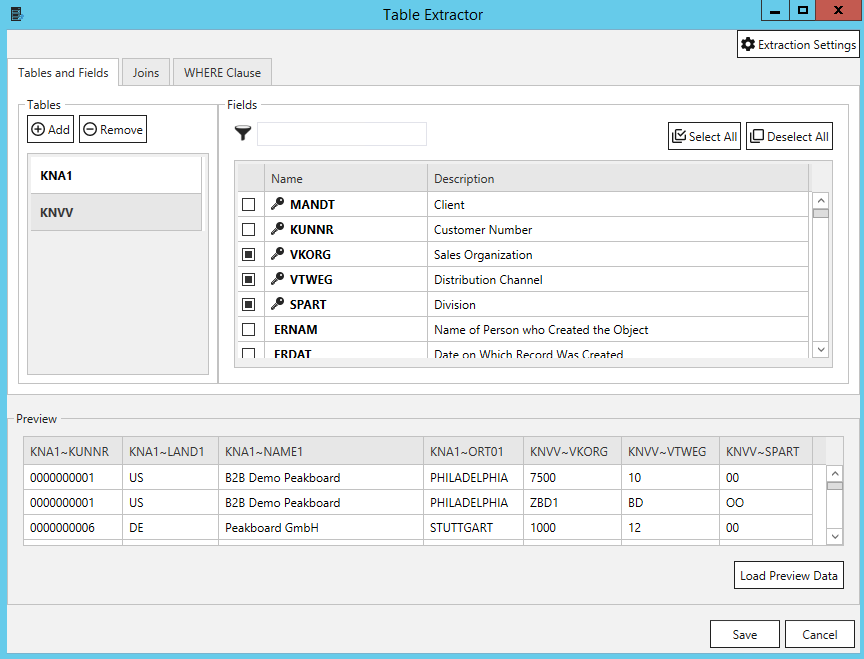 Table Extractor
Extraction Settings
Tables and Fields Joins WHERE Clause
Tables
Add Remove
KNA1
KNVV
Fields
Select All Deselect All
Name Description
MANDT Client
KUNNR Customer Number
VKORG Sales Organization
VTWEG Distribution Channel
SPART Division
ERNAM Name of Person who Created the Object
ERDAT Date on Which Record Was Created
Preview
KNA1~KUNNR KNA1~LAND1 KNA1~NAME1 KNA1~ORT01 KNVV~VKORG KNVV~VTWEG KNVV~SPART
0000000001 US B2B Demo Peakboard PHILADELPHIA 7500 10 00
0000000001 US B2B Demo Peakboard PHILADELPHIA ZBD1 BD OO
0000000006 DE Peakboard GmbH STUTTGART 1000 12 00
Load Preview Data
Save Cancel